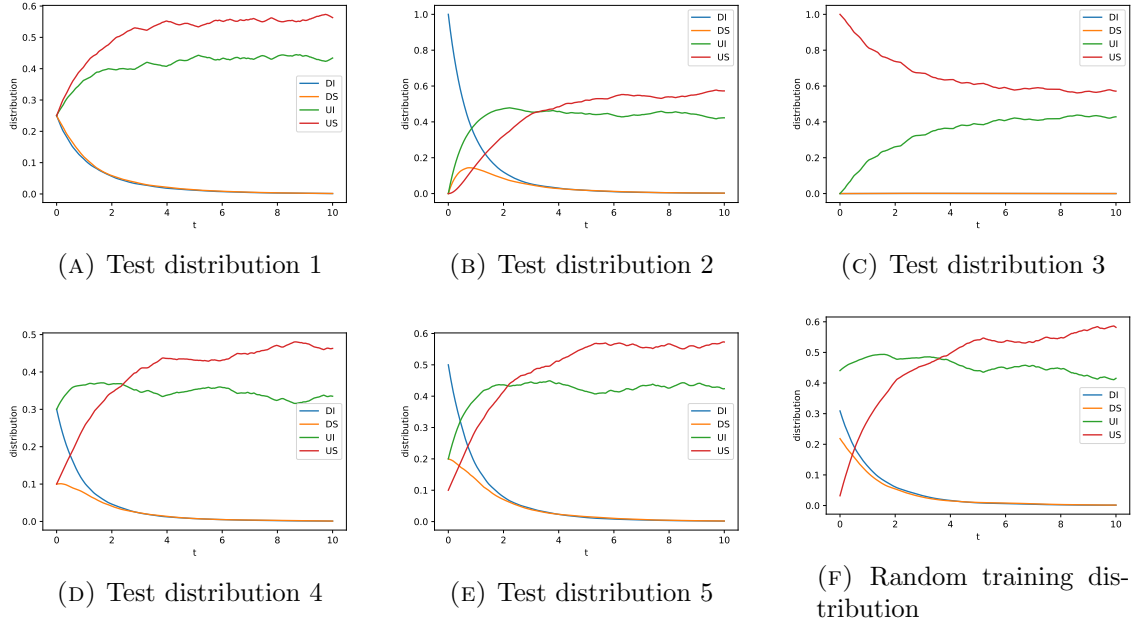 0.6
0.5
0.4
0.3
0.2
0.1
0.0
distribution
0 2 4 6 8 10
t
DI
DS
UI
US
(A) Test distribution 1
1.0
0.8
0.6
0.4
0.2
0.0
distribution
0 2 4 6 8 10
t
DI
DS
UI
US
(B) Test distribution 2
1.0
0.8
0.6
0.4
0.2
0.0
distribution
0 2 4 6 8 10
t
DI
DS
UI
US
(C) Test distribution 3
0.5
0.4
0.3
0.2
0.1
0.0
distribution
0 2 4 6 8 10
t
DI
DS
UI
US
(D) Test distribution 4
0.6
0.5
0.4
0.3
0.2
0.1
0.0
distribution
0 2 4 6 8 10
t
DI
DS
UI
US
(E) Test distribution 5
0.6
0.5
0.4
0.3
0.2
0.1
0.0
distribution
0 2 4 6 8 10
t
DI
DS
UI
US
(F) Random training dis-
tribution